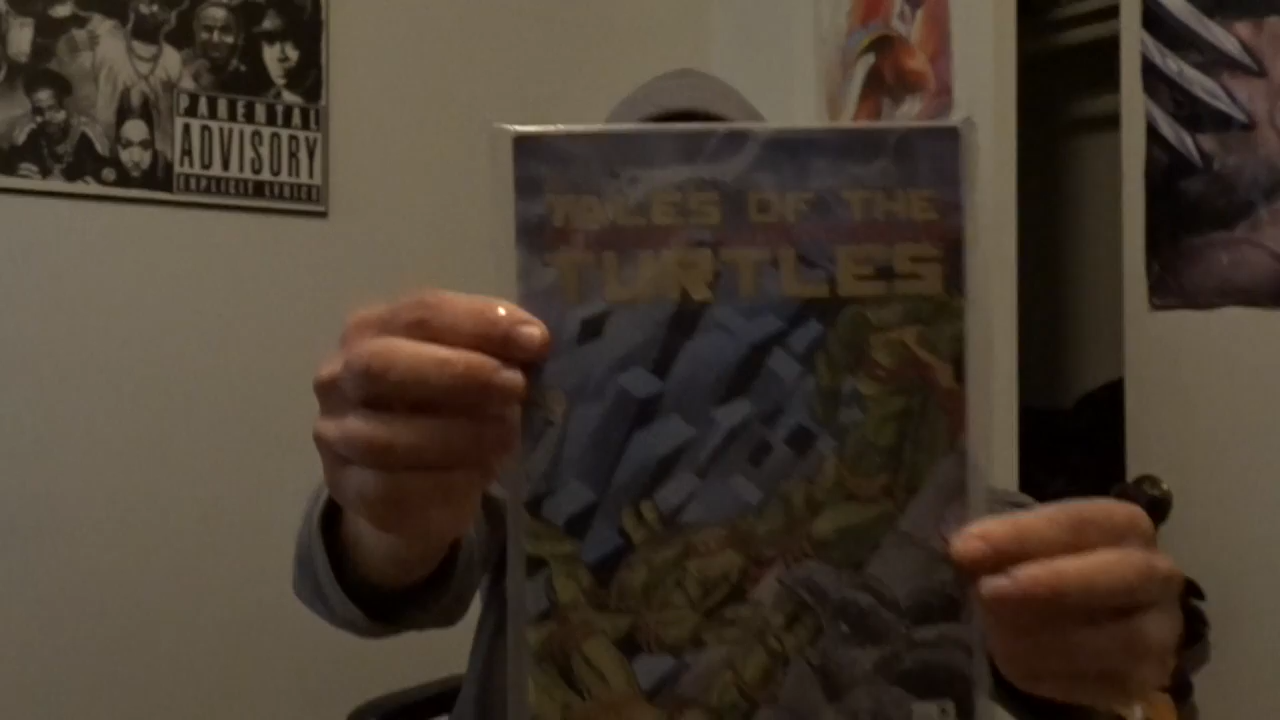 PARENTAL
ADVISORY
EXPLICIT LYRICS
TALES OF THE
TURTLES